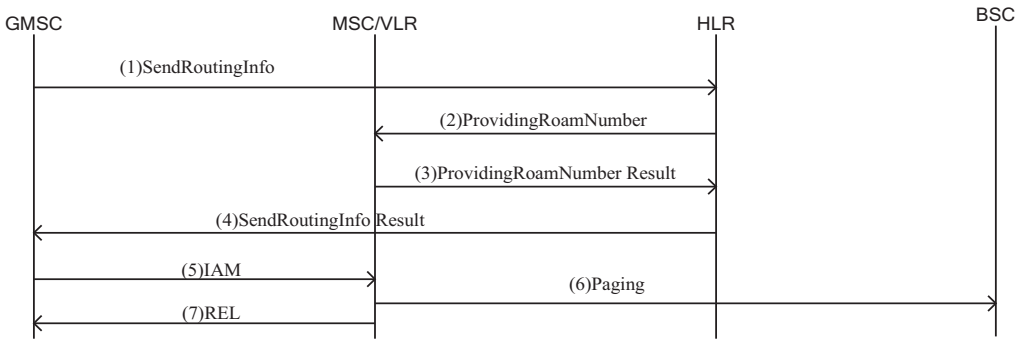 GMSC
MSC/VLR
HLR
BSC
(1)SendRoutingInfo
(2)ProvidingRoamNumber
(3)ProvidingRoamNumber Result
(4)SendRoutingInfo Result
(5)IAM
(6)Paging
(7)REL